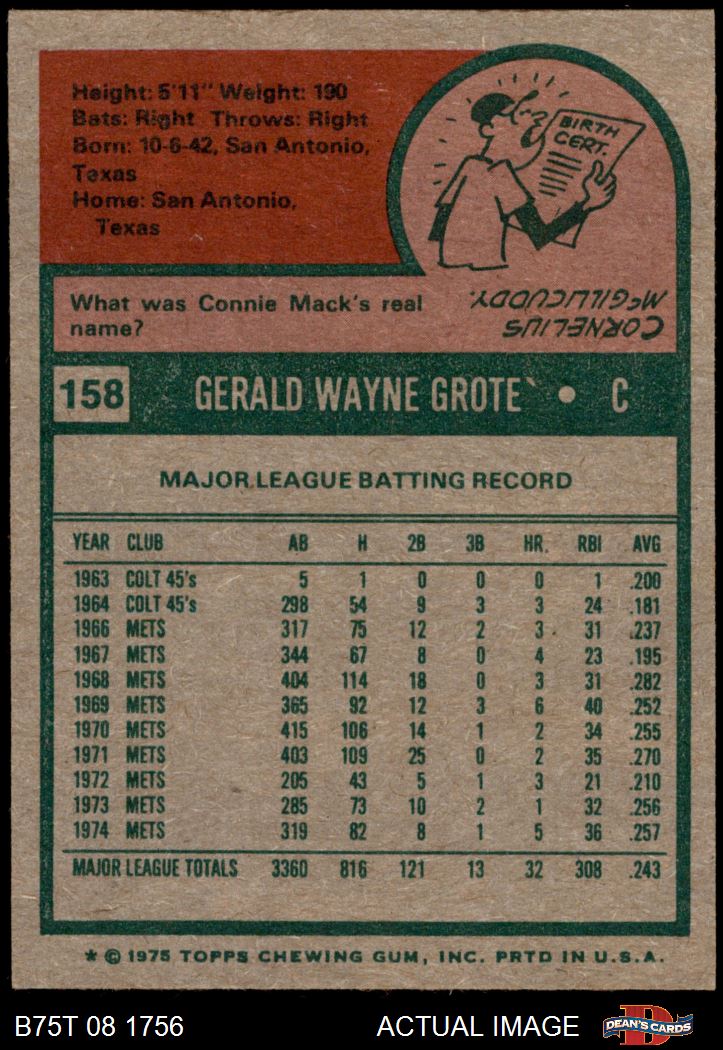 Height: 5'11" Weight: 190
Bats: Right Throws: Right
Born: 10-6-42, San Antonio,
Texas
Home: San Antonio,
Texas
BIRTH
CERT.
What was Connie Mack's real
name?
CORNELIUS
McGILLICUDDY.
158 GERALD WAYNE GROTE • C
MAJOR LEAGUE BATTING RECORD
YEAR CLUB AB H 2B 3B HR. RBI AVG
1963 COLT 45's 5 1 0 0 0 1 .200
1964 COLT 45's 298 54 9 3 3 24 .181
1966 METS 317 75 12 2 3 31 .237
1967 METS 344 67 8 0 4 23 .195
1968 METS 404 114 18 0 3 31 .282
1969 METS 365 92 12 3 6 40 .252
1970 METS 415 106 14 1 2 34 .255
1971 METS 403 109 25 0 2 35 .270
1972 METS 205 43 5 1 3 21 .210
1973 METS 285 73 10 2 1 32 .256
1974 METS 319 82 8 1 5 36 .257
MAJOR LEAGUE TOTALS 3360 816 121 13 32 308 .243
* © 1975 TOPPS CHEWING GUM, INC. PRTD IN U.S.A.
B75T 08 1756 ACTUAL IMAGE DEAN'S CARDS